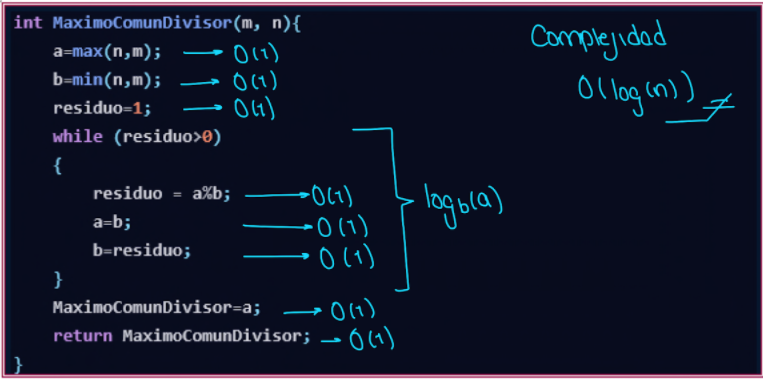 int MaximoComunDivisor(m, n){
a=max(n,m); → O(1)
b=min(n,m); → O(1)
residuo=1; → O(1)
while (residuo>0)
{
residuo = a%b; → O(1)
a=b; → O(1)
b=residuo; → O(1)
}
log_b(a)
MaximoComunDivisor=a; → O(1)
return MaximoComunDivisor; → O(1)
}
Complejidad
O(log(n))